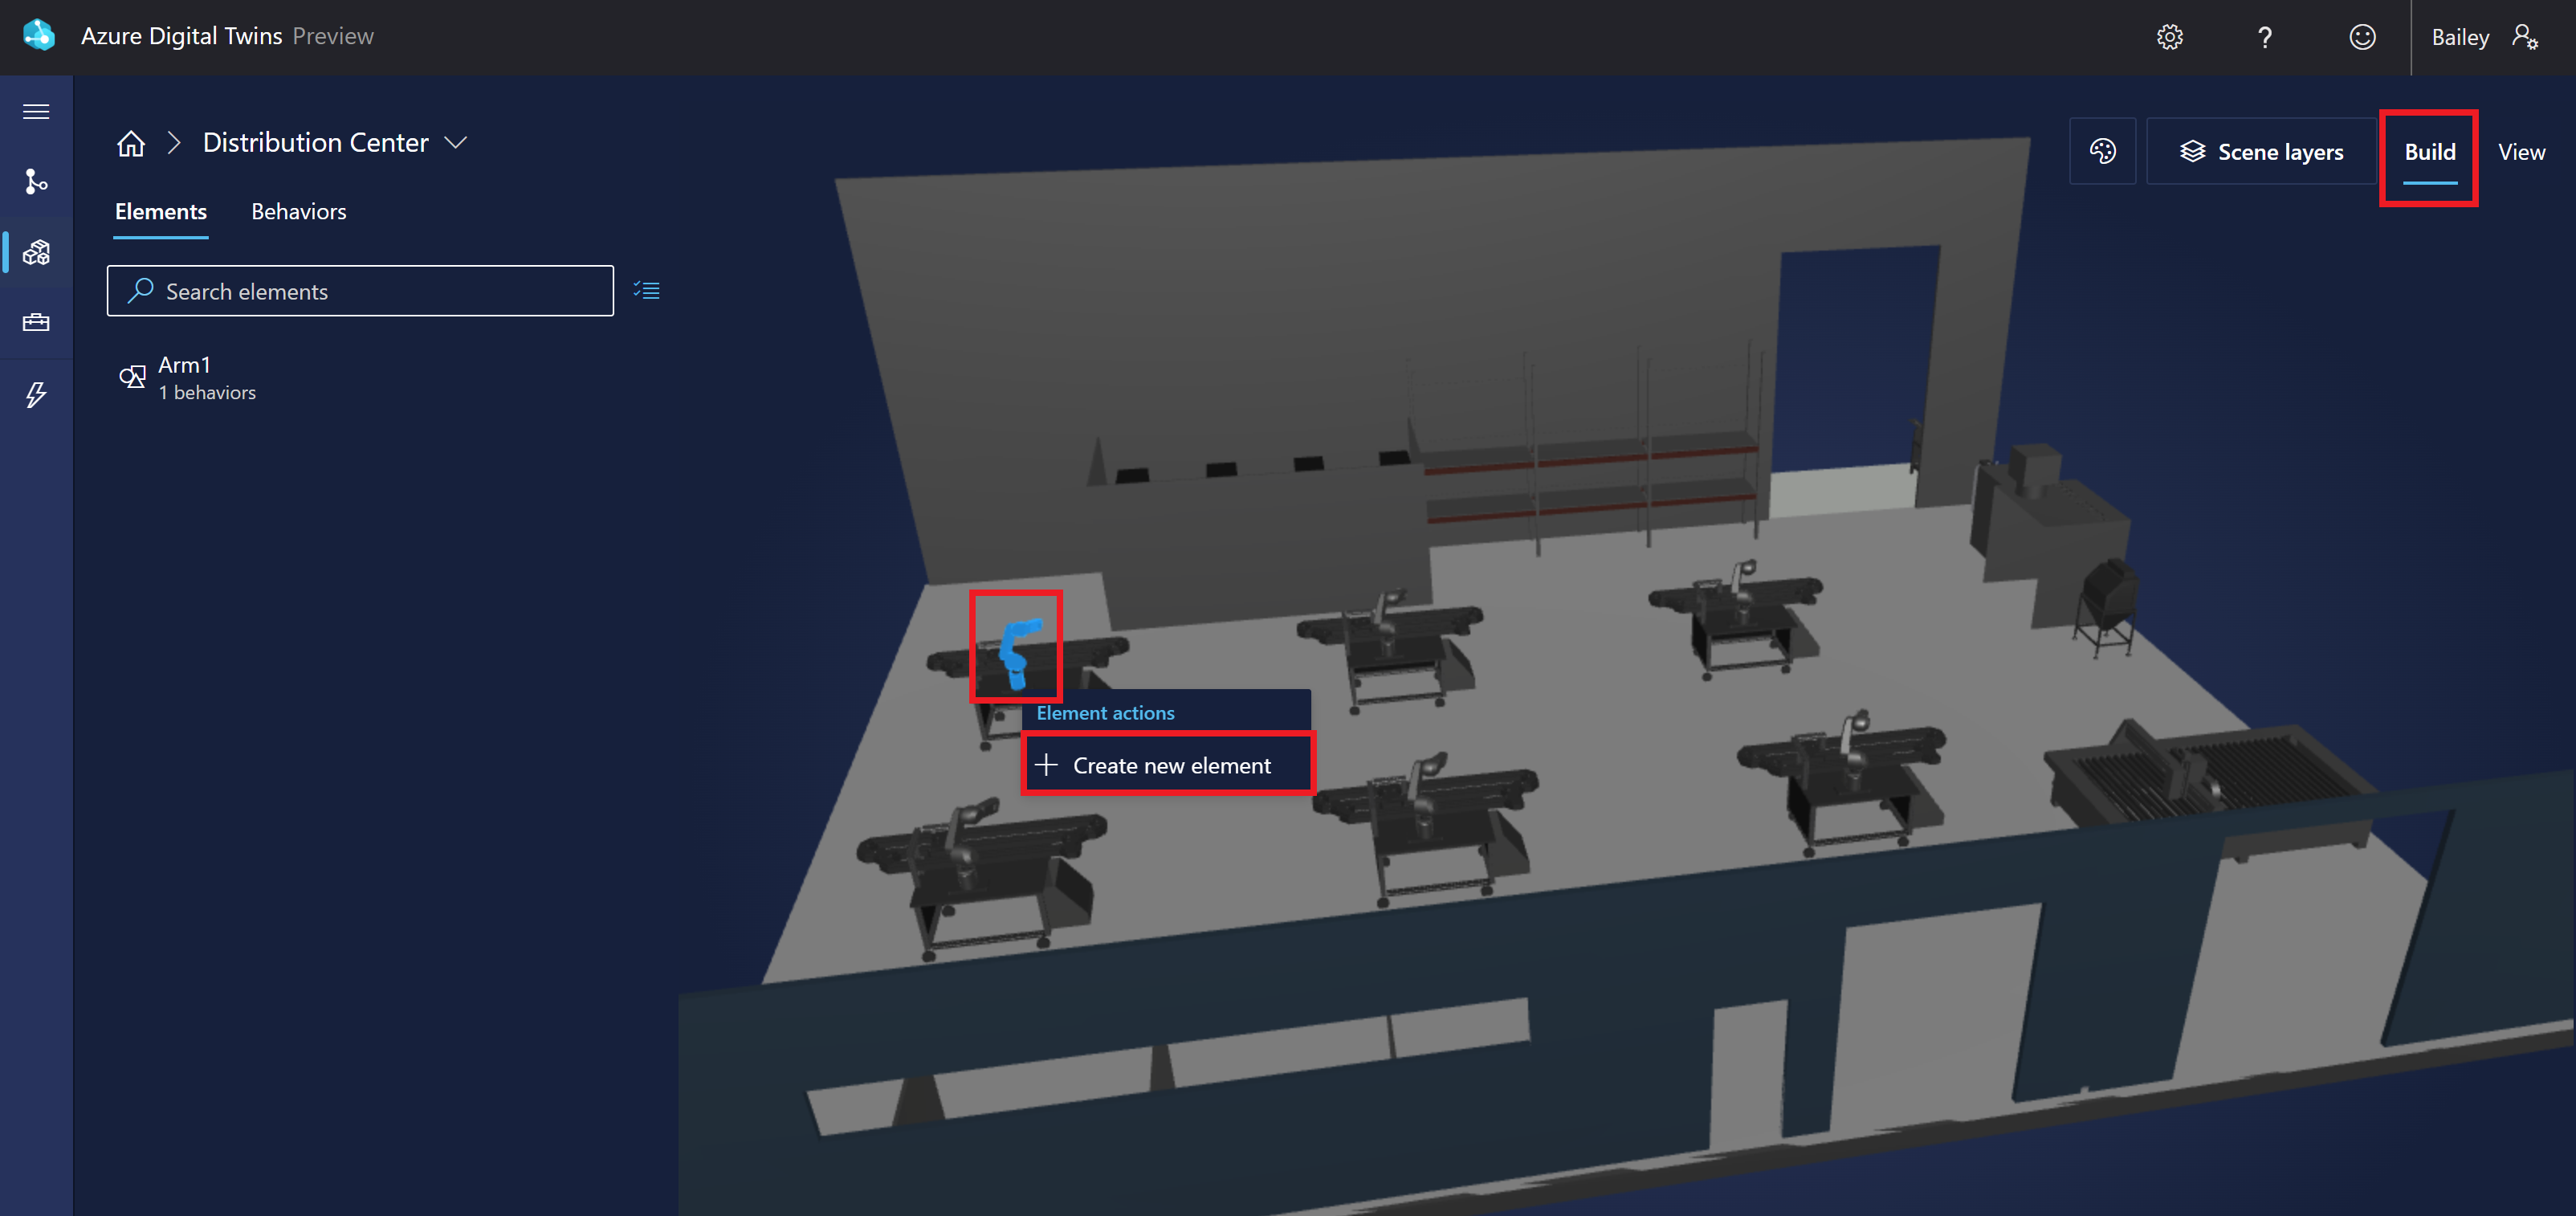 Azure Digital Twins Preview
? Bailey
Distribution Center
Scene layers
Build
View
Elements
Behaviors
Search elements
Arm1
1 behaviors
Element actions
Create new element